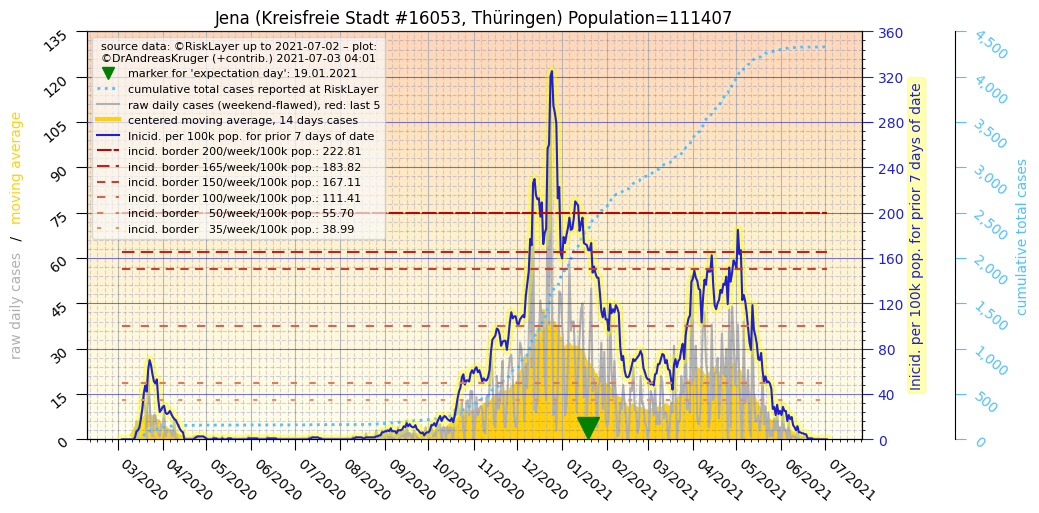 Jena (Kreisfreie Stadt #16053, Thüringen) Population=111407
source data: ©RiskLayer up to 2021-07-02 – plot:
©DrAndreasKruger (+contrib.) 2021-07-03 04:01
marker for 'expectation day': 19.01.2021
cumulative total cases reported at RiskLayer
raw daily cases (weekend-flawed), red: last 5
centered moving average, 14 days cases
Inicid. per 100k pop. for prior 7 days of date
incid. border 200/week/100k pop.: 222.81
incid. border 165/week/100k pop.: 183.82
incid. border 150/week/100k pop.: 167.11
incid. border 100/week/100k pop.: 111.41
incid. border 50/week/100k pop.: 55.70
incid. border 35/week/100k pop.: 38.99
raw daily cases / moving average
135
120
105
90
75
60
45
30
15
0
360
320
280
240
200
160
120
80
40
0
Inicid. per 100k pop. for prior 7 days of date
4,500
4,000
3,500
3,000
2,500
2,000
1,500
1,000
500
0
cumulative total cases
03/2020
04/2020
05/2020
06/2020
07/2020
08/2020
09/2020
10/2020
11/2020
12/2020
01/2021
02/2021
03/2021
04/2021
05/2021
06/2021
07/2021